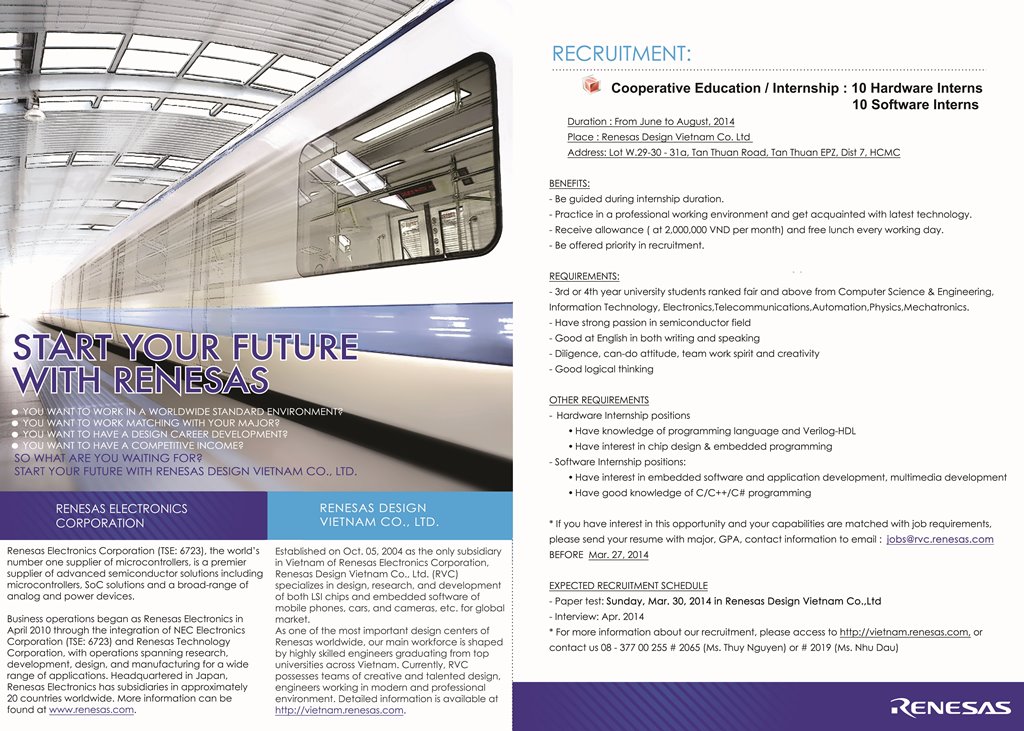 START YOUR FUTURE
WITH RENESAS
● YOU WANT TO WORK IN A WORLDWIDE STANDARD ENVIRONMENT?
● YOU WANT TO WORK MATCHING WITH YOUR MAJOR?
● YOU WANT TO HAVE A DESIGN CAREER DEVELOPMENT?
● YOU WANT TO HAVE A COMPETITIVE INCOME?
SO WHAT ARE YOU WAITING FOR?
START YOUR FUTURE WITH RENESAS DESIGN VIETNAM CO., LTD.
RENESAS ELECTRONICS
CORPORATION
Renesas Electronics Corporation (TSE: 6723), the world's
number one supplier of microcontrollers, is a premier
supplier of advanced semiconductor solutions including
microcontrollers, SoC solutions and a broad-range of
analog and power devices.
Business operations began as Renesas Electronics in
April 2010 through the integration of NEC Electronics
Corporation (TSE: 6723) and Renesas Technology
Corporation, with operations spanning research,
development, design, and manufacturing for a wide
range of applications. Headquartered in Japan,
Renesas Electronics has subsidiaries in approximately
20 countries worldwide. More information can be
found at www.renesas.com.
RENESAS DESIGN
VIETNAM CO., LTD.
Established on Oct. 05, 2004 as the only subsidiary
in Vietnam of Renesas Electronics Corporation,
Renesas Design Vietnam Co., Ltd. (RVC)
specializes in design, research, and development
of both LSI chips and embedded software of
mobile phones, cars, and cameras, etc. for global
market.
As one of the most important design centers of
Renesas worldwide, our main workforce is shaped
by highly skilled engineers graduating from top
universities across Vietnam. Currently, RVC
possesses teams of creative and talented design,
engineers working in modern and professional
environment. Detailed information is available at
http://vietnam.renesas.com.
RECRUITMENT:
Cooperative Education / Internship : 10 Hardware Interns
10 Software Interns
Duration : From June to August, 2014
Place : Renesas Design Vietnam Co. Ltd
Address: Lot W.29-30 - 31a, Tan Thuan Road, Tan Thuan EPZ, Dist 7, HCMC
BENEFITS:
- Be guided during internship duration.
- Practice in a professional working environment and get acquainted with latest technology.
- Receive allowance ( at 2,000,000 VND per month) and free lunch every working day.
- Be offered priority in recruitment.
REQUIREMENTS:
- 3rd or 4th year university students ranked fair and above from Computer Science & Engineering,
Information Technology, Electronics,Telecommunications,Automation,Physics,Mechatronics.
- Have strong passion in semiconductor field
- Good at English in both writing and speaking
- Diligence, can-do attitude, team work spirit and creativity
- Good logical thinking
OTHER REQUIREMENTS
- Hardware Internship positions
• Have knowledge of programming language and Verilog-HDL
• Have interest in chip design & embedded programming
- Software Internship positions:
• Have interest in embedded software and application development, multimedia development
• Have good knowledge of C/C++/C# programming
* If you have interest in this opportunity and your capabilities are matched with job requirements,
please send your resume with major, GPA, contact information to email : jobs@rvc.renesas.com
BEFORE Mar. 27, 2014
EXPECTED RECRUITMENT SCHEDULE
- Paper test: Sunday, Mar. 30, 2014 in Renesas Design Vietnam Co.,Ltd
- Interview: Apr. 2014
* For more information about our recruitment, please access to http://vietnam.renesas.com, or
contact us 08 - 377 00 255 # 2065 (Ms. Thuy Nguyen) or # 2019 (Ms. Nhu Dau)
RENESAS